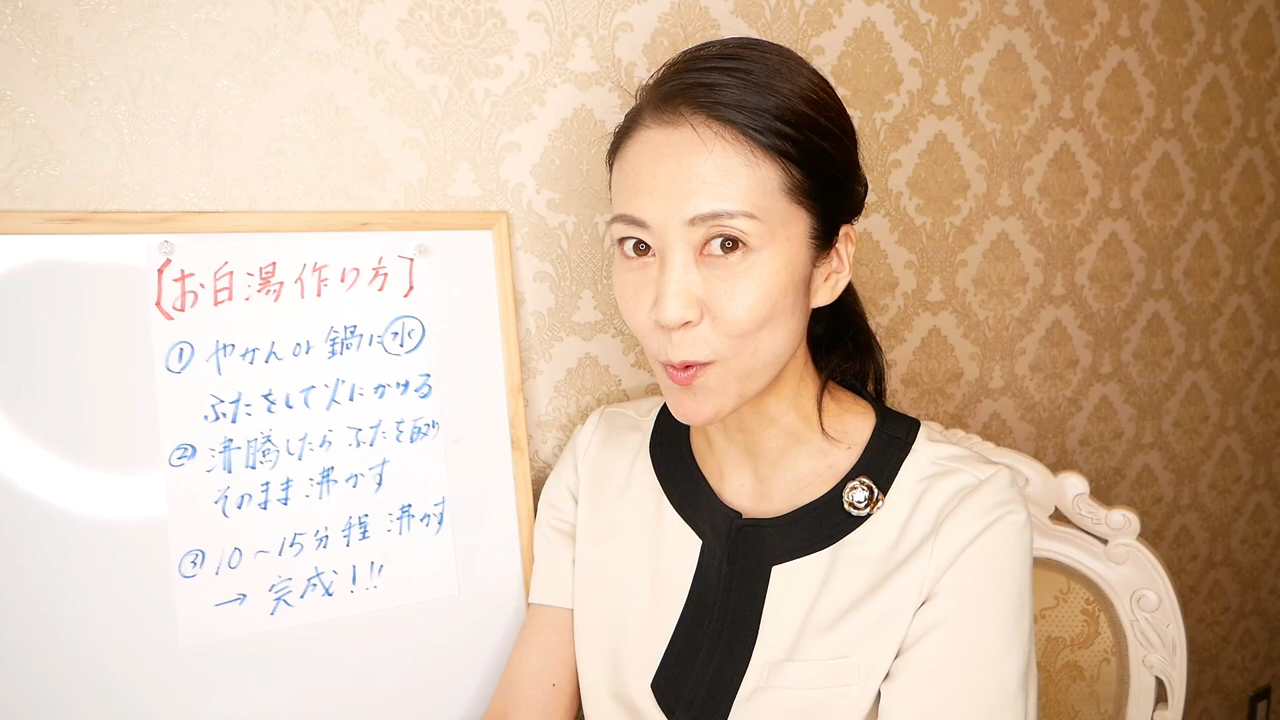 【お白湯作り方】
① やかんor鍋に水
ふたをして火にかける
② 沸騰したらふたを取り
そのまま沸かす
③ 10～15分程沸かす
→ 完成!!!